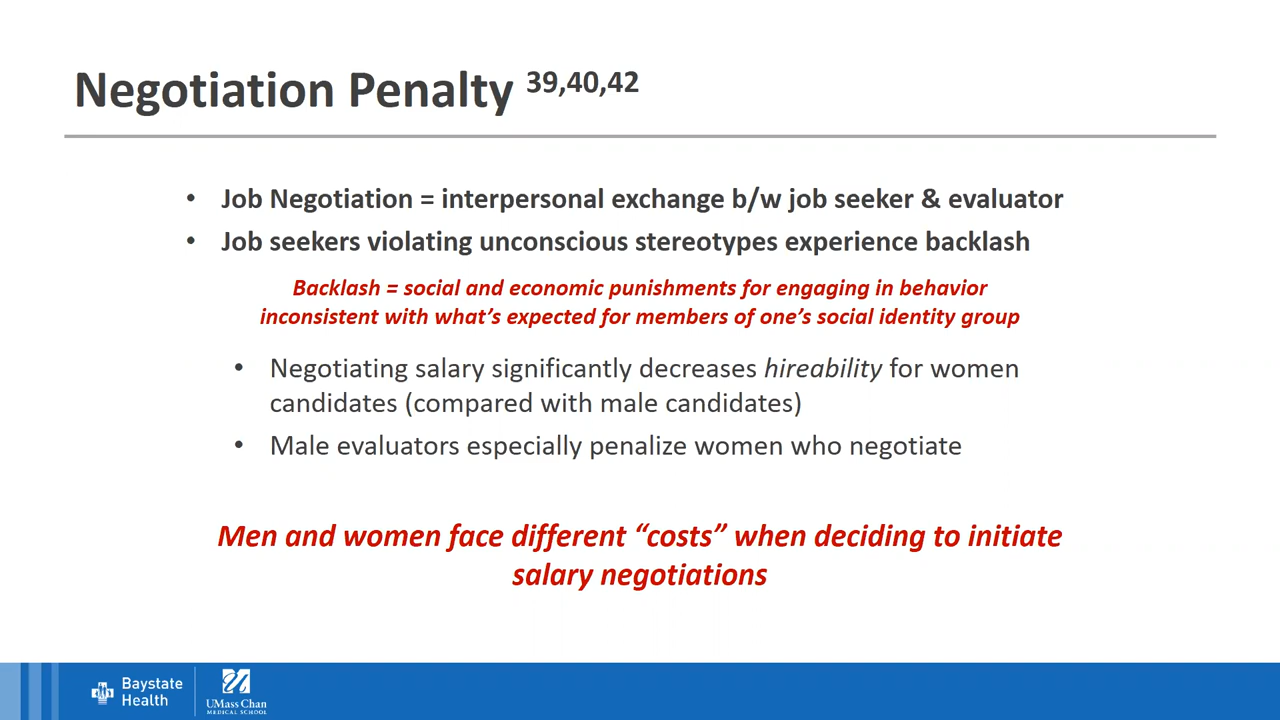 Negotiation Penalty 39,40,42
• Job Negotiation = interpersonal exchange b/w job seeker & evaluator
• Job seekers violating unconscious stereotypes experience backlash
Backlash = social and economic punishments for engaging in behavior
inconsistent with what's expected for members of one's social identity group
• Negotiating salary significantly decreases hireability for women
candidates (compared with male candidates)
• Male evaluators especially penalize women who negotiate
Men and women face different “costs” when deciding to initiate
salary negotiations
Baystate
Health
UMass Chan
MEDICAL SCHOOL